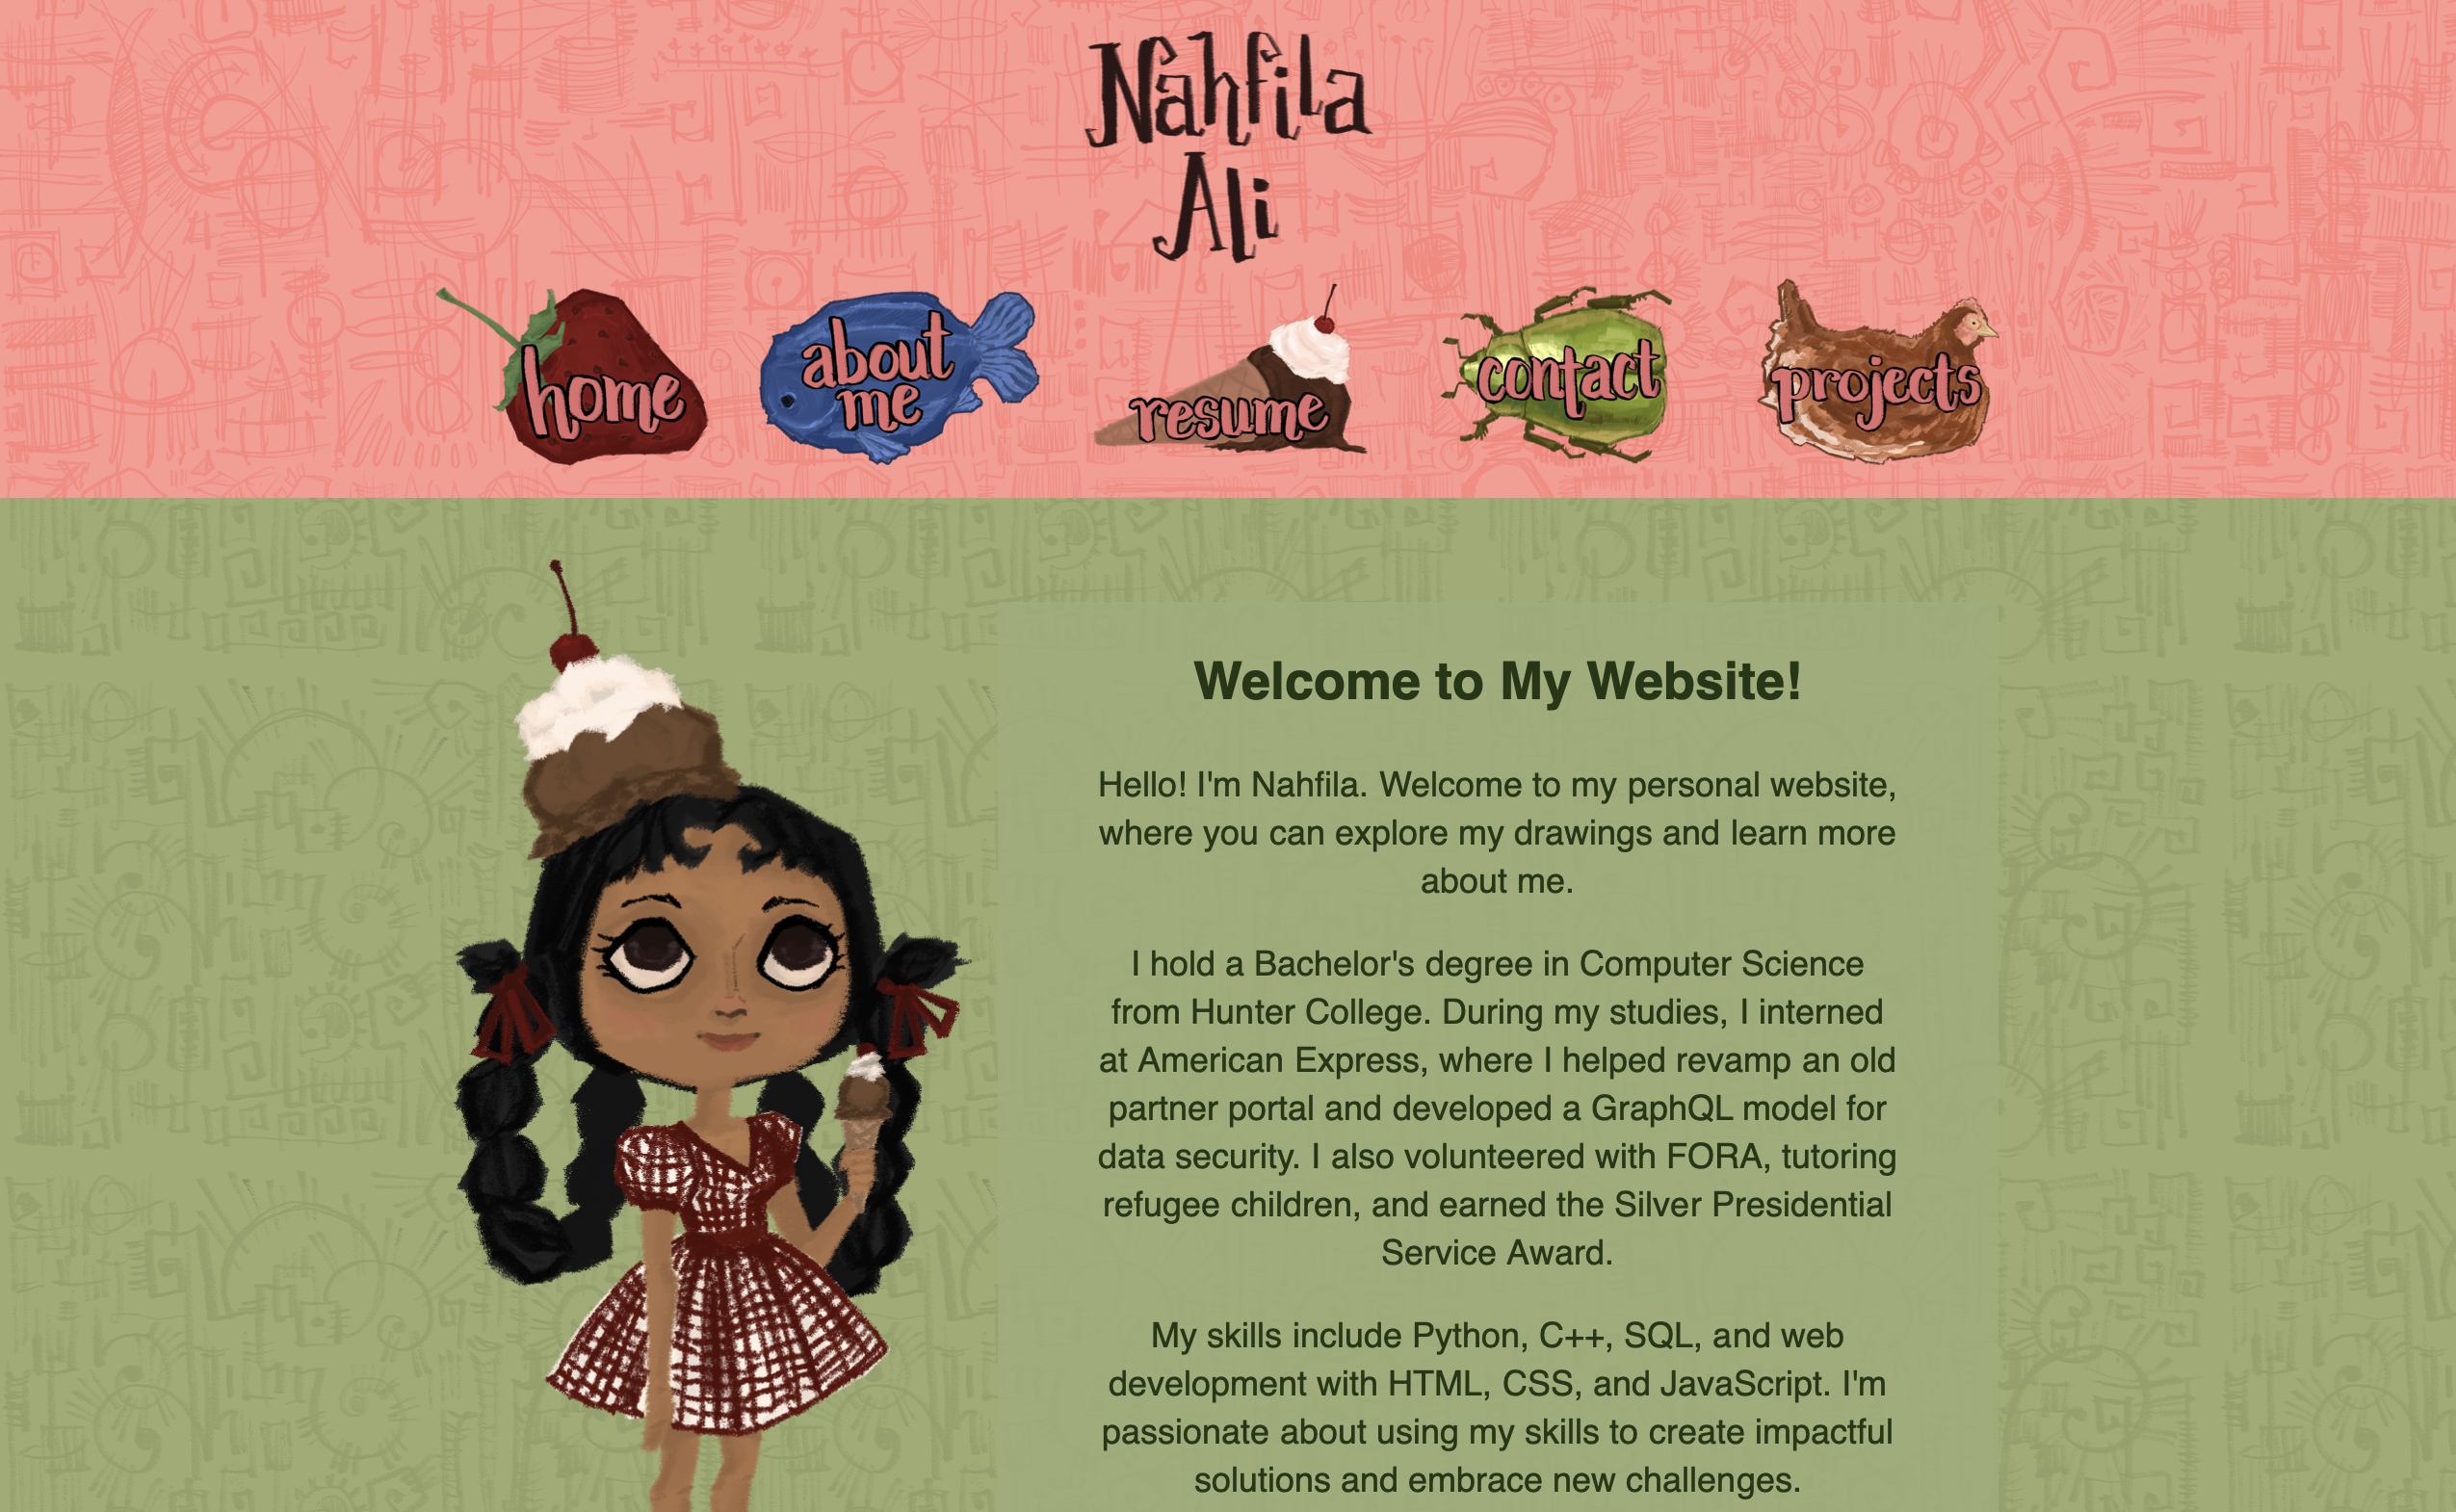 Nahfila
Ali
home
about
me
resume
contact
projects
Welcome to My Website!
Hello! I'm Nahfila. Welcome to my personal website,
where you can explore my drawings and learn more
about me.
I hold a Bachelor's degree in Computer Science
from Hunter College. During my studies, I interned
at American Express, where I helped revamp an old
partner portal and developed a GraphQL model for
data security. I also volunteered with FORA, tutoring
refugee children, and earned the Silver Presidential
Service Award.
My skills include Python, C++, SQL, and web
development with HTML, CSS, and JavaScript. I'm
passionate about using my skills to create impactful
solutions and embrace new challenges.